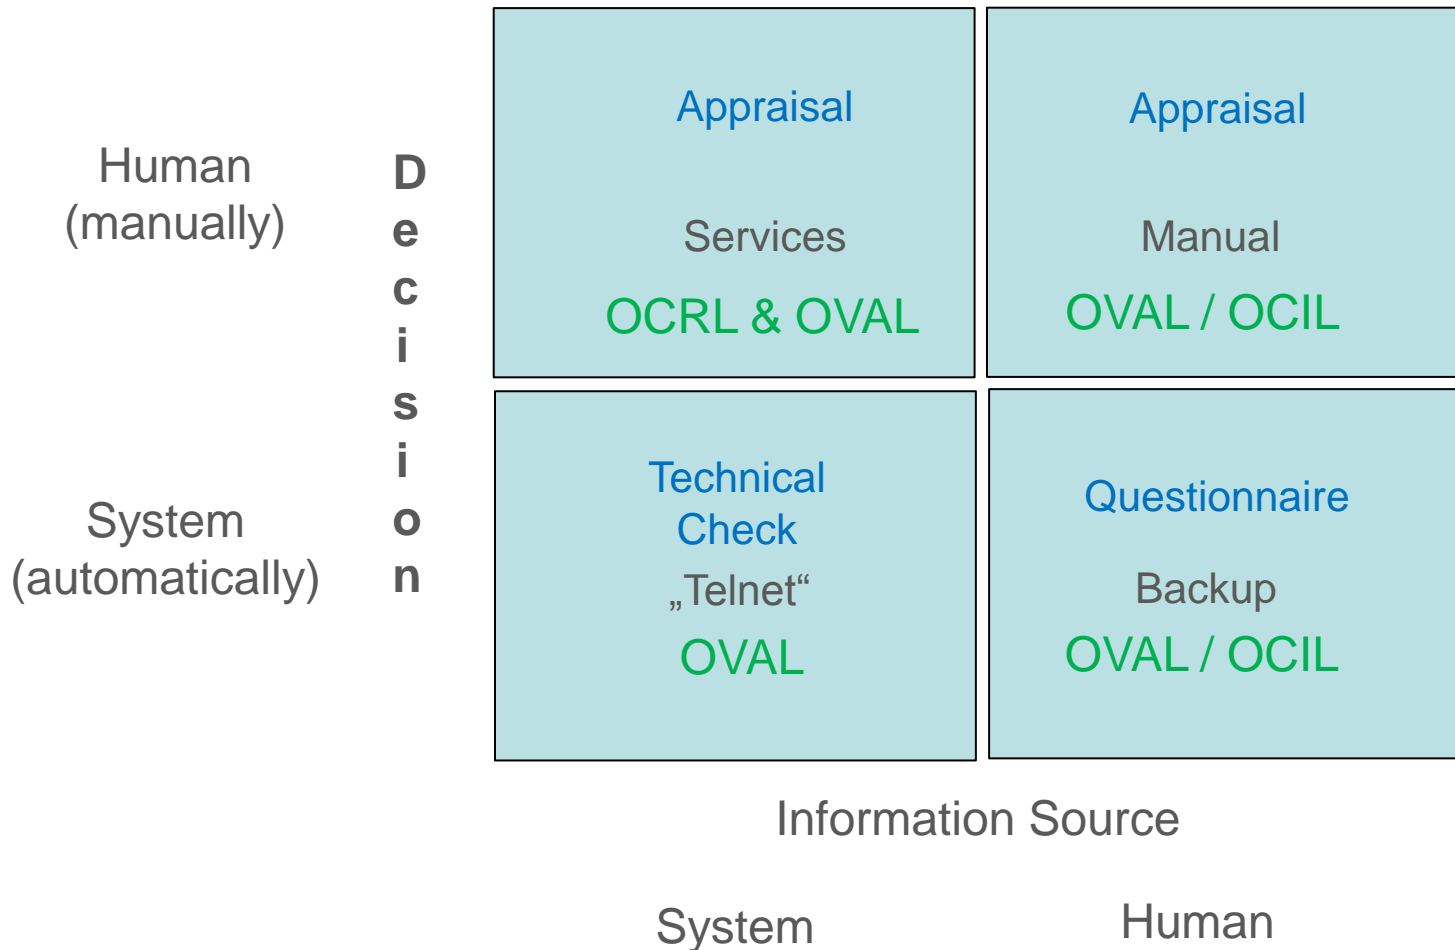 Human
(manually)
Decision
Appraisal
Services
OCRL & OVAL
Appraisal
Manual
OVAL / OCIL
System
(automatically)
Technical
Check
„Telnet“
OVAL
Questionnaire
Backup
OVAL / OCIL
Information Source
System
Human